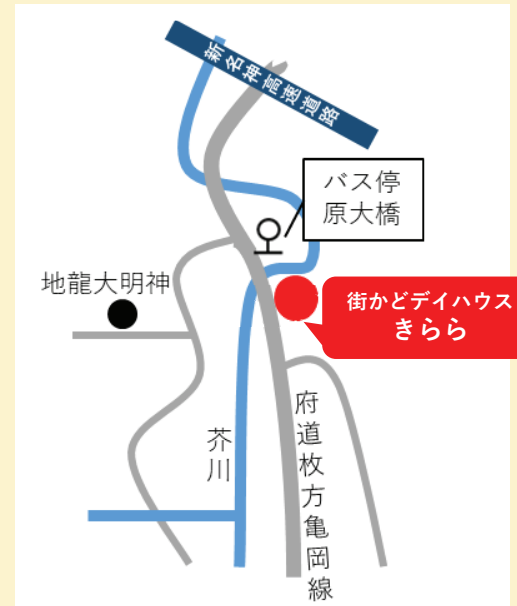 新名神高速道路
バス停
原大橋
地龍大明神
街かどデイハウス
きらら
芥川
府道枚方亀岡線